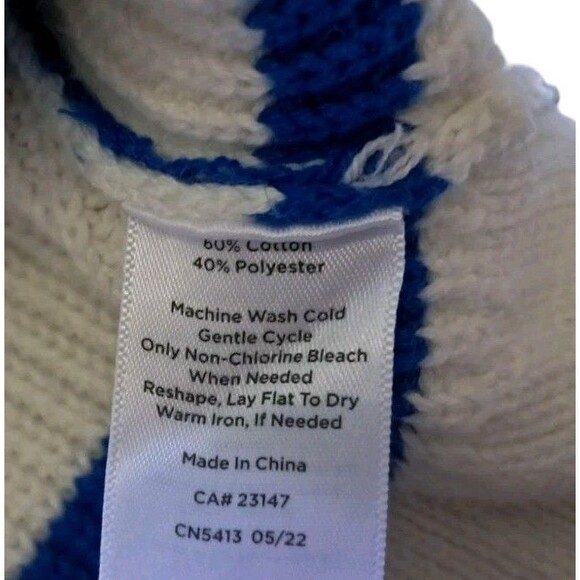 60% Cotton
40% Polyester
Machine Wash Cold
Gentle Cycle
Only Non-Chlorine Bleach
When Needed
Reshape, Lay Flat To Dry
Warm Iron, If Needed
Made In China
CA# 23147
CN5413 05/22